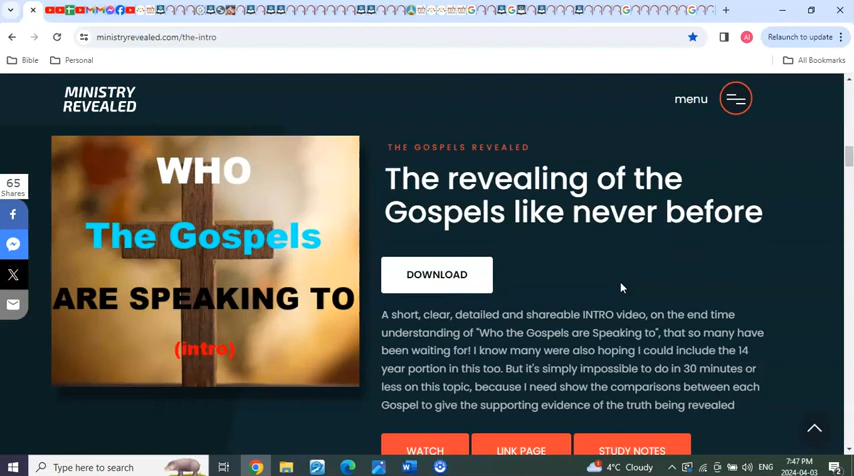 ministryrevealed.com/the-intro
Relaunch to update
Bible
Personal
All Bookmarks
MINISTRY
REVEALED
menu
65
Shares
WHO
The Gospels
ARE SPEAKING TO
(intro)
THE GOSPELS REVEALED
The revealing of the
Gospels like never before
DOWNLOAD
A short, clear, detailed and shareable INTRO video, on the end time
understanding of "Who the Gospels are Speaking to", that so many have
been waiting for! I know many were also hoping I could include the 14
year portion in this too. But it's simply impossible to do in 30 minutes or
less on this topic, because I need show the comparisons between each
Gospel to give the supporting evidence of the truth being revealed
WATCH
LINK PAGE
STUDY NOTES
Type here to search
4°C Cloudy
7:47 PM
2024-04-03